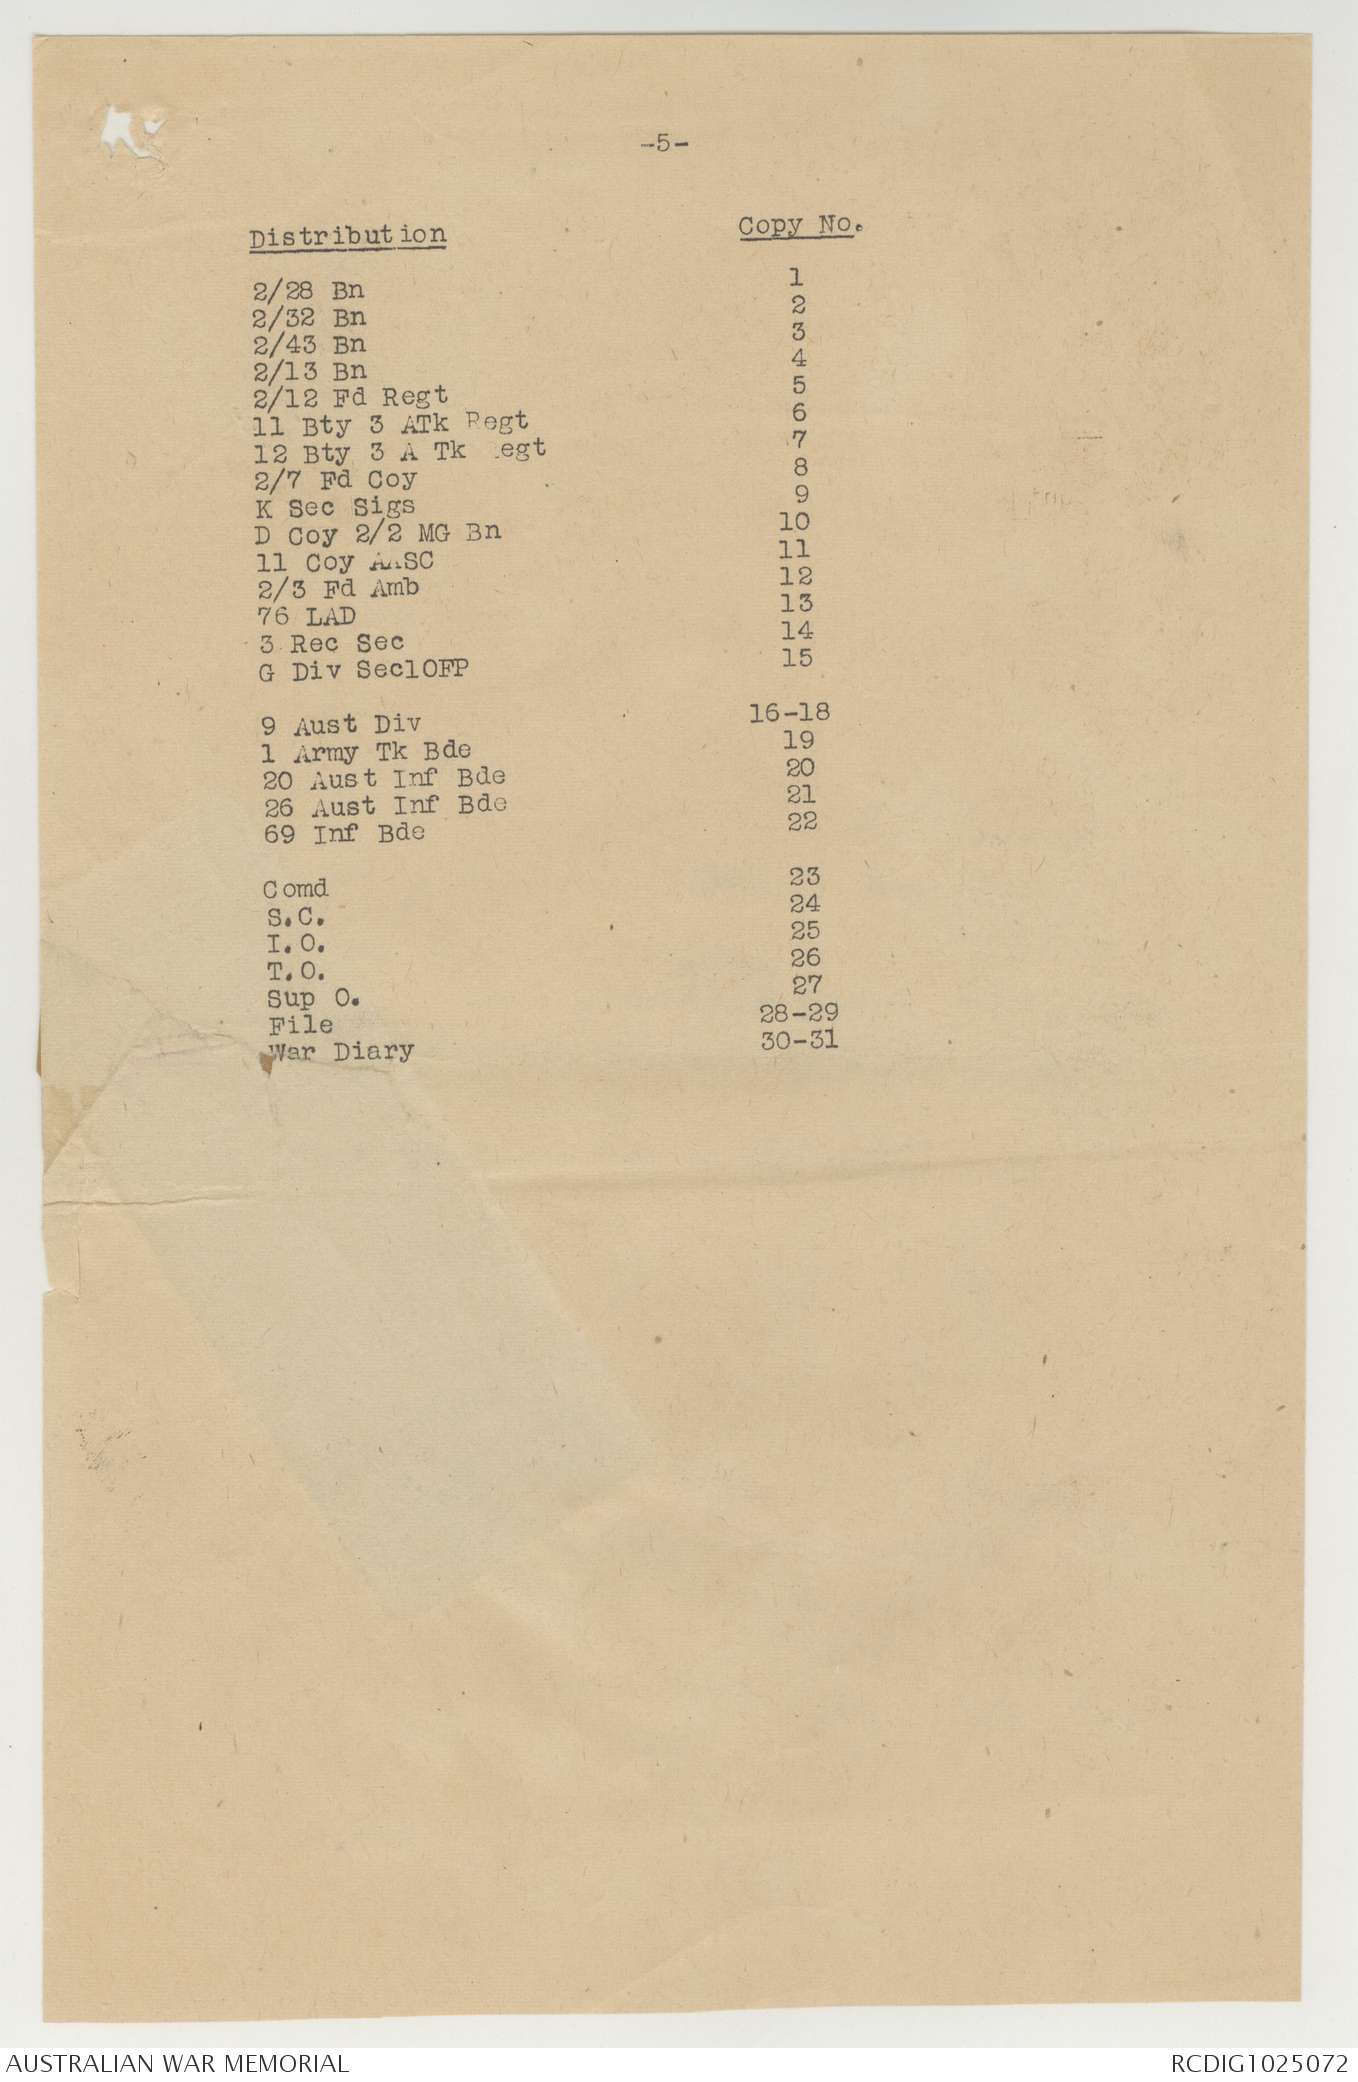 -5-
Distribution Copy No.
2/28 Bn 1
2/32 Bn 2
2/43 Bn 3
2/13 Bn 4
2/12 Fd Regt 5
11 Bty 3 ATk Regt 6
12 Bty 3 A Tk egt 7
2/7 Fd Coy 8
K Sec Sigs 9
D Coy 2/2 MG Bn 10
11 Coy AASC 11
2/3 Fd Amb 12
76 LAD 13
3 Rec Sec 14
G Div Sec1OFP 15
9 Aust Div 16-18
1 Army Tk Bde 19
20 Aust Inf Bde 20
26 Aust Inf Bde 21
69 Inf Bde 22
Comd 23
S.C. 24
I.O. 25
T.O. 26
Sup O. 27
File 28-29
War Diary 30-31
AUSTRALIAN WAR MEMORIAL RCDIG1025072